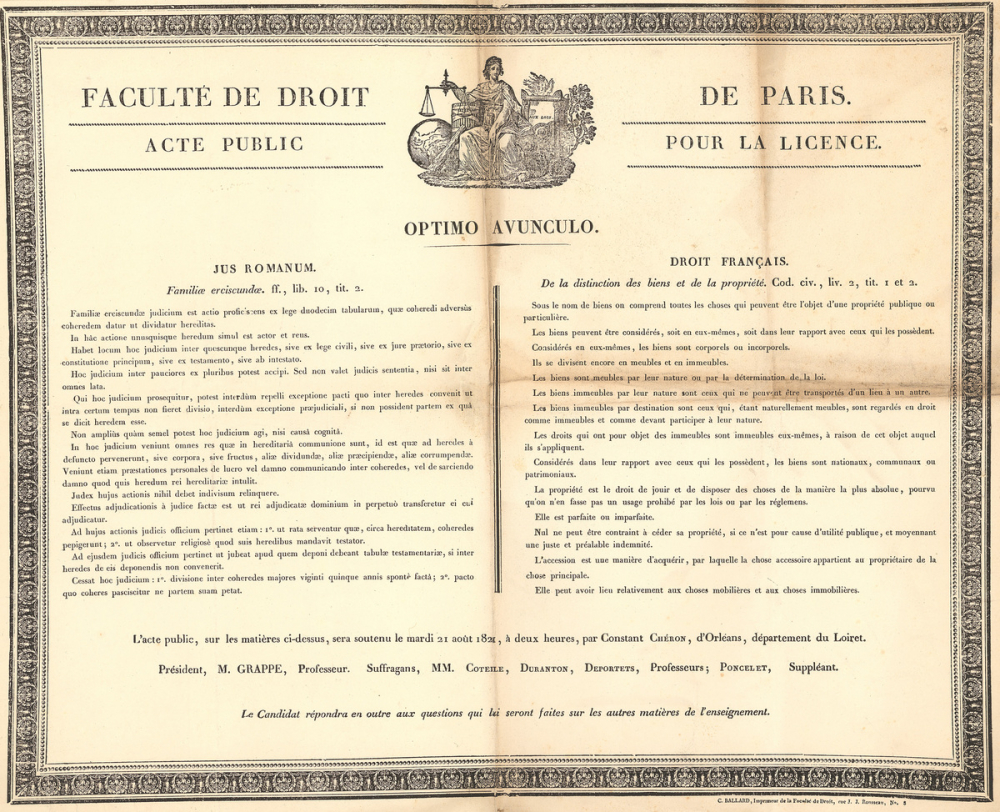 FACULTÉ DE DROIT
DE PARIS.
ACTE PUBLIC
POUR LA LICENCE.
OPTIMO AVUNCULO.
JUS ROMANUM.
Familiæ erciscundæ. ff., lib. 10, tit. 2.
Familiæ erciscundæ judicium est actio proficiscens ex lege duodecim tabularum, quæ coheredi adversùs
coheredem datur ut dividatur hereditas.
In hâc actione unusquisque heredum simul est actor et reus.
Habet locum hoc judicium inter quoscunque heredes, sive ex lege civili, sive ex jure prætorio, sive ex
constitutione principum, sive ex testamento, sive ab intestato.
Hoc judicium inter pauciores ex pluribus potest accipi. Sed non valet judicis sententia, nisi sit inter
omnes lata.
Qui hoc judicium prosequitur, potest interdùm repelli exceptione pacti quo inter heredes convenit ut
intra certum tempus non fieret divisio, interdùm exceptione præjudiciali, si non possident partem ex quâ
se dicit heredem esse.
Non ampliùs quàm semel potest hoc judicium agi, nisi causâ cognitâ.
In hoc judicium veniunt omnes res quæ in hereditariâ communione sunt, id est quæ ad heredes à
defuncto pervenerunt, sive corpora, sive fructus, aliæ dividundæ, aliæ præcipiendæ, aliæ corrumpendæ.
Veniunt etiam præstationes personales de lucro vel damno communicando inter coheredes, vel de sarciendo
damno quod quis heredum rei hereditariæ intulit.
Judex hujus actionis nihil debet indivisum relinquere.
Effectus adjudicationis à judice factæ est ut rei adjudicatæ dominium in perpetuò transferetur ei cui
adjudicatur.
Ad hujus actionis judicis officium pertinet etiam : 1º. ut rata serventur quæ, circa hereditatem, coheredes
pepigerunt ; 2º. ut observetur religiosè quod suis heredibus mandavit testator.
Ad ejusdem judicis officium pertinet ut jubeat apud quem deponi debeant tabulæ testamentariæ, si inter
heredes de eis deponendis non convenerit.
Cessat hoc judicium : 1º. divisione inter coheredes majores viginti quinque annis spontè factâ ; 2º. pacto
quo coheres pasciscitur ne partem suam petat.
DROIT FRANÇAIS.
De la distinction des biens et de la propriété. Cod. civ., liv. 2, tit. 1 et 2.
Sous le nom de biens on comprend toutes les choses qui peuvent être l'objet d'une propriété publique ou
particulière.
Les biens peuvent être considérés, soit en eux-mêmes, soit dans leur rapport avec ceux qui les possèdent.
Considérés en eux-mêmes, les biens sont corporels ou incorporels.
Ils se divisent encore en meubles et en immeubles.
Les biens sont meubles par leur nature ou par la détermination de la loi.
Les biens immeubles par leur nature sont ceux qui ne peuvent être transportés d'un lieu à un autre.
Les biens immeubles par destination sont ceux qui, étant naturellement meubles, sont regardés en droit
comme immeubles et comme devant participer à leur nature.
Les droits qui ont pour objet des immeubles sont immeubles eux-mêmes, à raison de cet objet auquel
ils s'appliquent.
Considérés dans leur rapport avec ceux qui les possèdent, les biens sont nationaux, communaux ou
patrimoniaux.
La propriété est le droit de jouir et de disposer des choses de la manière la plus absolue, pourvu
qu'on n'en fasse pas un usage prohibé par les lois ou par les réglemens.
Elle est parfaite ou imparfaite.
Nul ne peut être contraint à céder sa propriété, si ce n'est pour cause d'utilité publique, et moyennant
une juste et préalable indemnité.
L'accession est une manière d'acquérir, par laquelle la chose accessoire appartient au propriétaire de la
chose principale.
Elle peut avoir lieu relativement aux choses mobilières et aux choses immobilières.
L'acte public, sur les matières ci-dessus, sera soutenu le mardi 21 août 1821, à deux heures, par Constant CHÉRON, d'Orléans, département du Loiret.
Président, M. GRAPPE, Professeur. Suffragans, MM. COTELLE, DURANTON, DEPORTETS, Professeurs ; PONCELET, Suppléant.
Le Candidat répondra en outre aux questions qui lui seront faites sur les autres matières de l'enseignement.
C. BALLARD, Imprimeur de la Faculté de Droit, rue J. J. Rousseau, No. 8